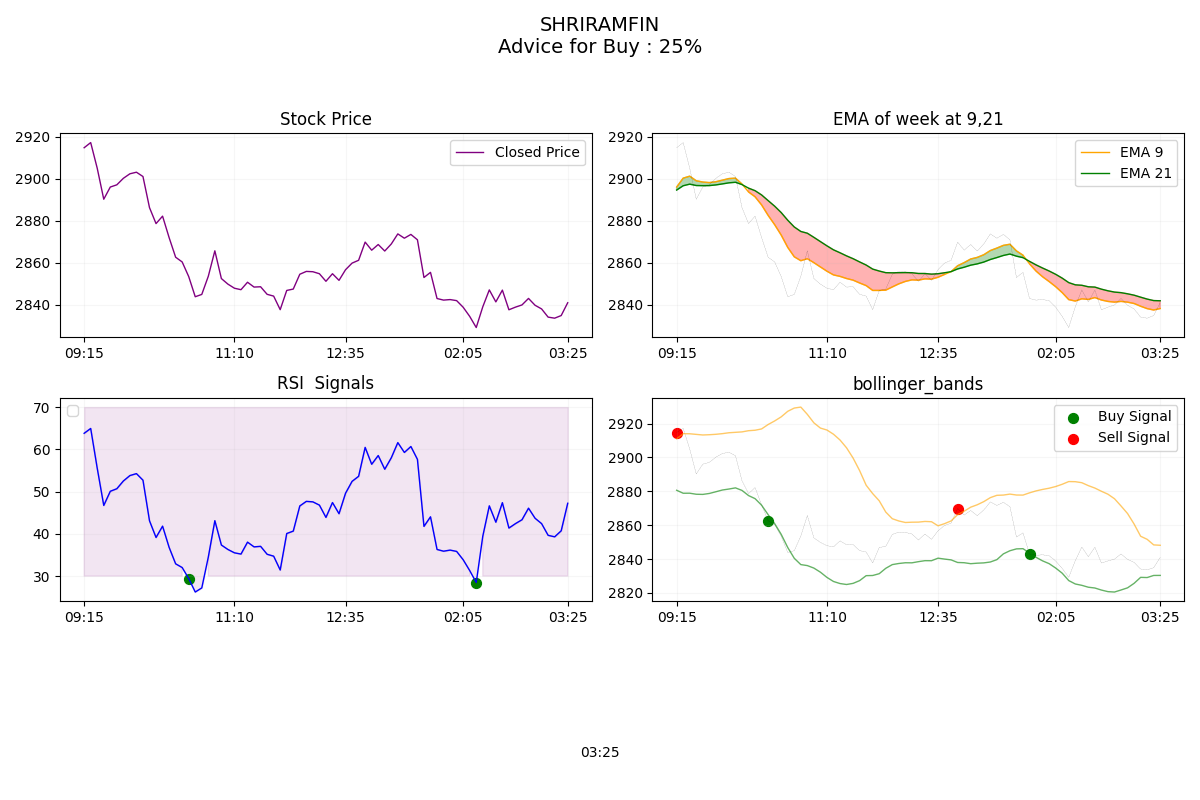 SHRIRAMFIN
Advice for Buy : 25%
Stock Price
2920
2900
2880
2860
2840
Closed Price
09:15 11:10 12:35 02:05 03:25
EMA of week at 9,21
2920
2900
2880
2860
2840
EMA 9
EMA 21
09:15 11:10 12:35 02:05 03:25
RSI  Signals
70
60
50
40
30
09:15 11:10 12:35 02:05 03:25
bollinger_bands
2920
2900
2880
2860
2840
2820
Buy Signal
Sell Signal
09:15 11:10 12:35 02:05 03:25
03:25